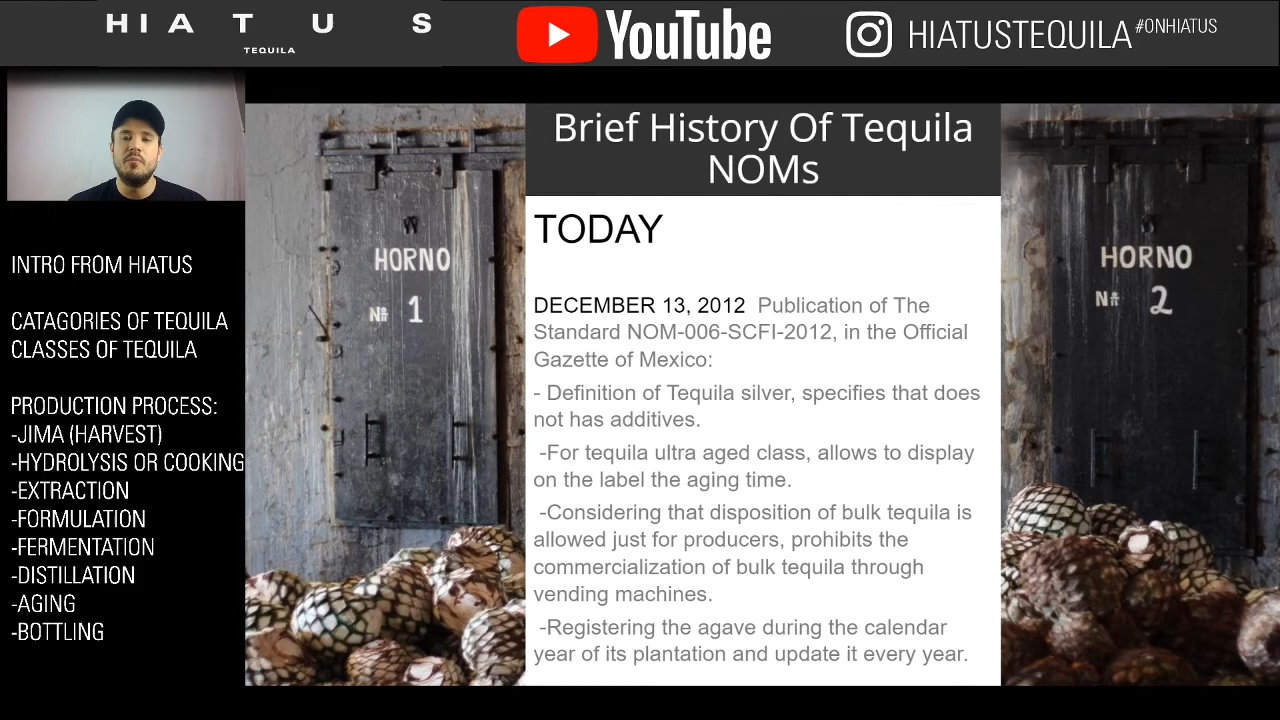 H I A T U S
TEQUILA
YouTube
HIATUSTEQUILA #ONHIATUS
INTRO FROM HIATUS
CATAGORIES OF TEQUILA
CLASSES OF TEQUILA
PRODUCTION PROCESS:
-JIMA (HARVEST)
-HYDROLYSIS OR COOKING
-EXTRACTION
-FORMULATION
-FERMENTATION
-DISTILLATION
-AGING
-BOTTLING
HORNO
Nº 1
Brief History Of Tequila
NOMs
TODAY
DECEMBER 13, 2012 Publication of The
Standard NOM-006-SCFI-2012, in the Official
Gazette of Mexico:
- Definition of Tequila silver, specifies that does
not has additives.
-For tequila ultra aged class, allows to display
on the label the aging time.
-Considering that disposition of bulk tequila is
allowed just for producers, prohibits the
commercialization of bulk tequila through
vending machines.
-Registering the agave during the calendar
year of its plantation and update it every year.
HORNO
Nº 2